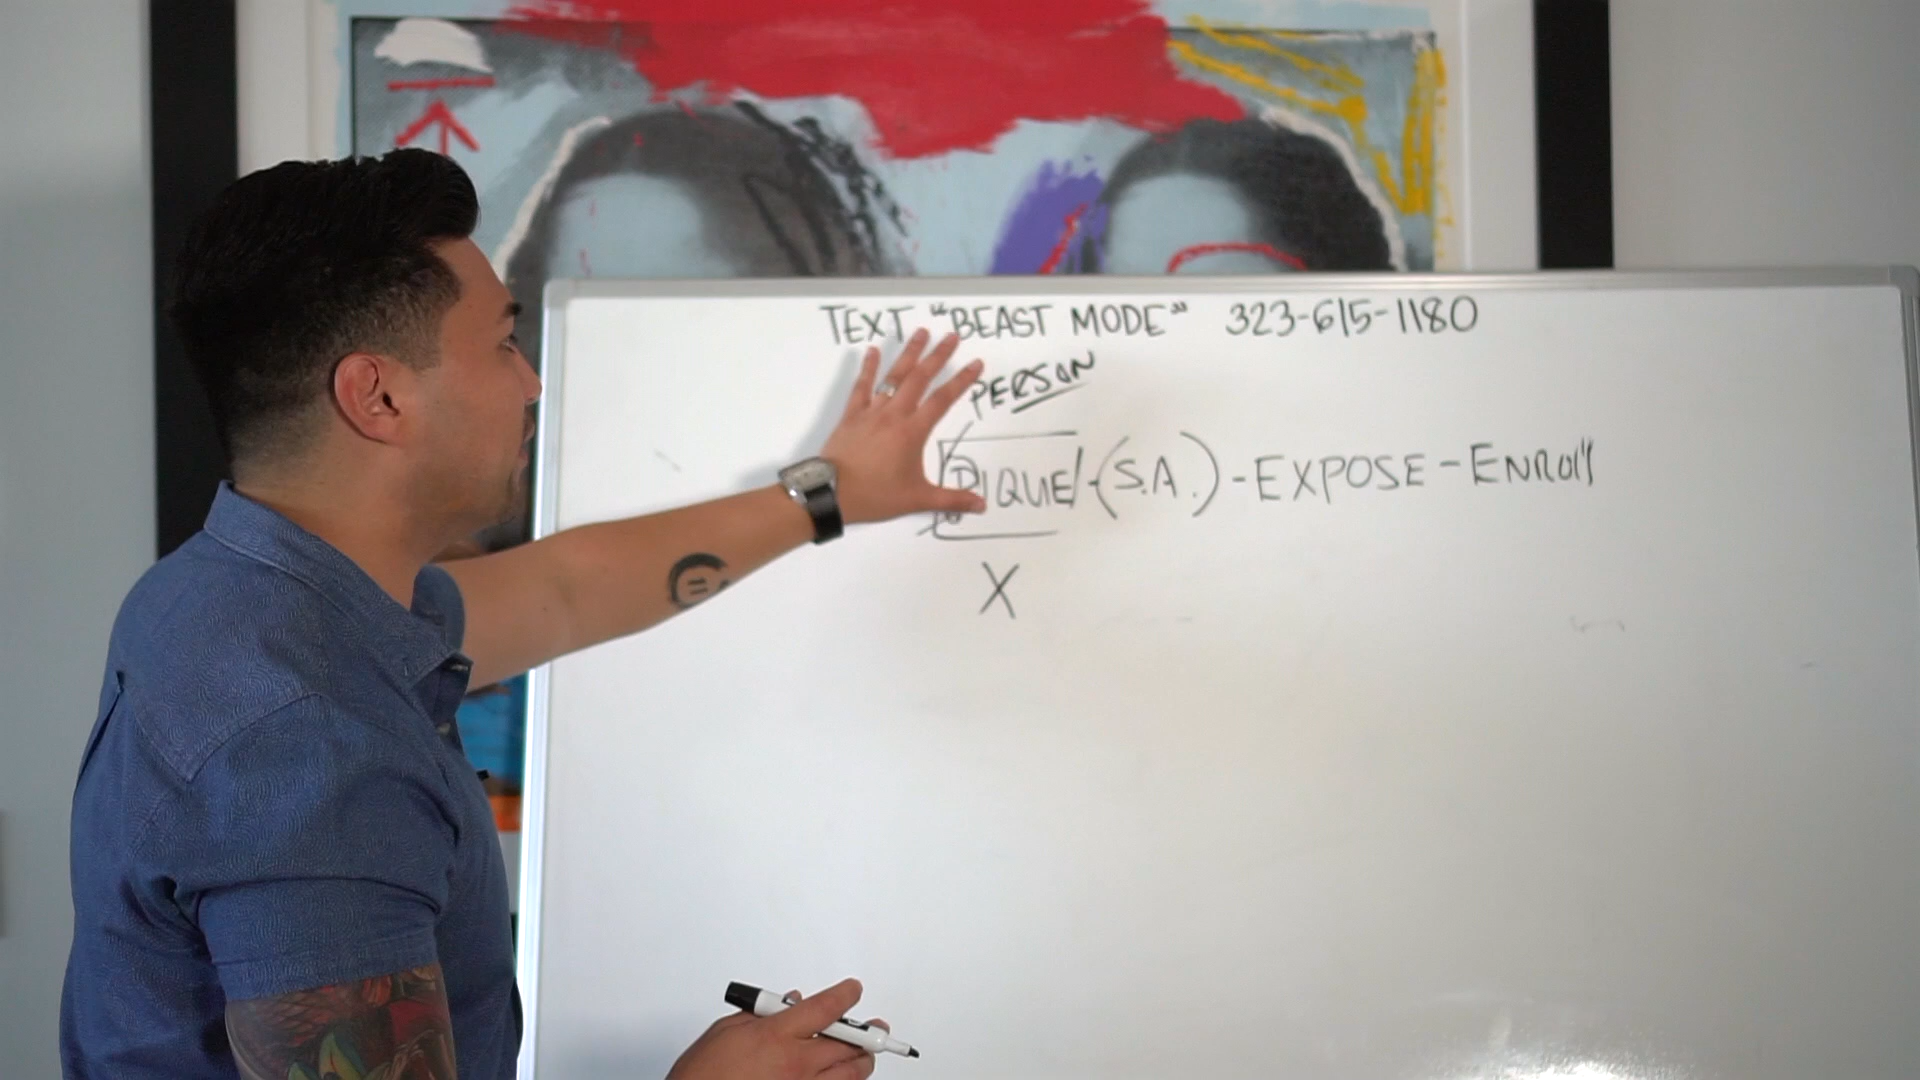 TEXT "BEAST MODE" 323-615-1180
PERSON
PIQUE-(S.A.)-EXPOSE-ENROLL
X